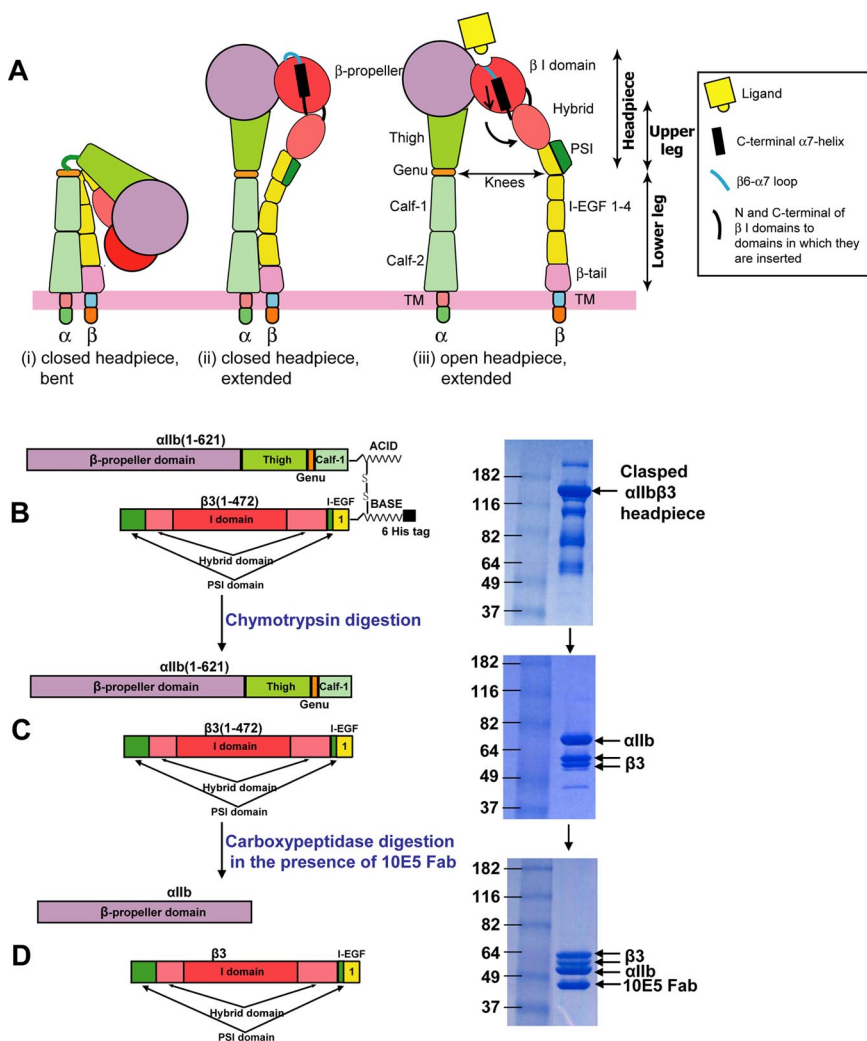 A
β-propeller
β I domain
Hybrid
PSI
Thigh
Genu
Knees
Calf-1
I-EGF 1-4
Calf-2
β-tail
TM
TM
Headpiece
Upper
leg
Lower leg
Ligand
C-terminal α7-helix
β6-α7 loop
N and C-terminal of
β I domains to
domains in which they
are inserted
α β
α β
α β
(i) closed headpiece,
bent
(ii) closed headpiece,
extended
(iii) open headpiece,
extended
B
αIIb(1-621)
β-propeller domain
Thigh
Calf-1
Genu
ACID
S
S
BASE
6 His tag
β3(1-472)
I-EGF
I domain
1
Hybrid domain
PSI domain
Chymotrypsin digestion
182
116
82
64
49
37
Clasped
αIIbβ3
headpiece
C
αIIb(1-621)
β-propeller domain
Thigh
Calf-1
Genu
β3(1-472)
I-EGF
I domain
1
Hybrid domain
PSI domain
Carboxypeptidase digestion
in the presence of 10E5 Fab
182
116
82
64
49
37
αIIb
β3
D
αIIb
β-propeller domain
β3
I-EGF
I domain
1
Hybrid domain
PSI domain
182
116
82
64
49
37
β3
αIIb
10E5 Fab